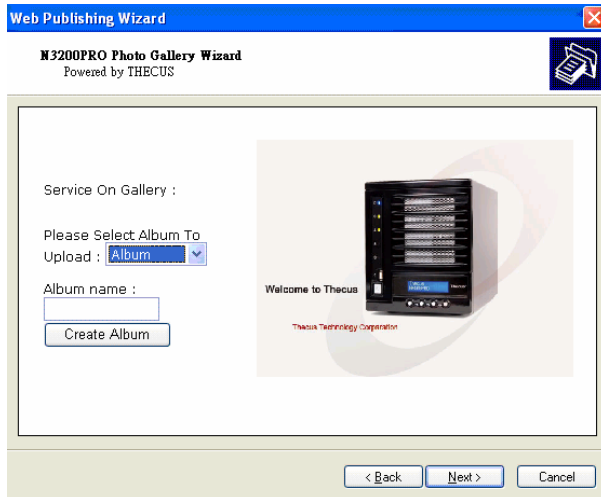 Web Publishing Wizard
N3200PRO Photo Gallery Wizard
Powered by THECUS
Service On Gallery :
Please Select Album To
Upload : Album
Album name :
Create Album
Welcome to Thecus
Thecus Technology Corporation
< Back
Next >
Cancel